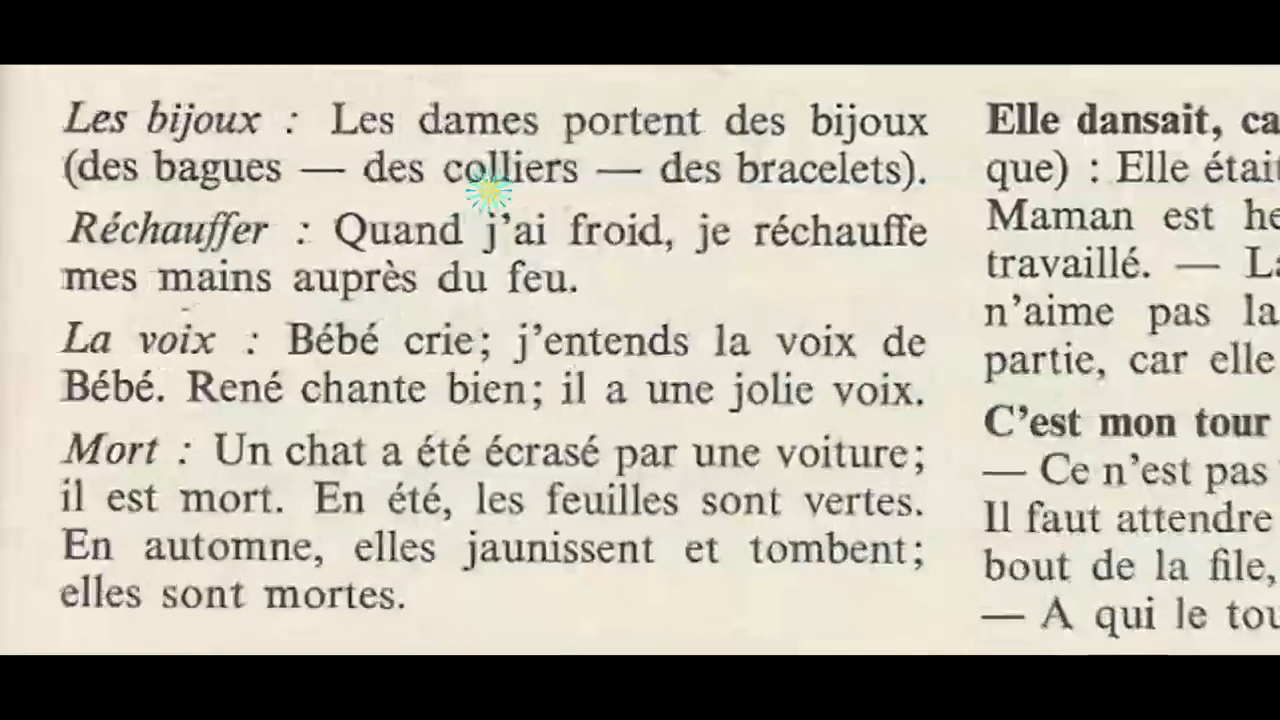 Les bijoux : Les dames portent des bijoux
(des bagues — des colliers — des bracelets).
Réchauffer : Quand j'ai froid, je réchauffe
mes mains auprès du feu.
La voix : Bébé crie; j'entends la voix de
Bébé. René chante bien; il a une jolie voix.
Mort : Un chat a été écrasé par une voiture;
il est mort. En été, les feuilles sont vertes.
En automne, elles jaunissent et tombent;
elles sont mortes.
Elle dansait, ca
que) : Elle était
Maman est he
travaillé. — La
n'aime pas la
partie, car elle
C'est mon tour
— Ce n'est pas
Il faut attendre
bout de la file,
— A qui le tou